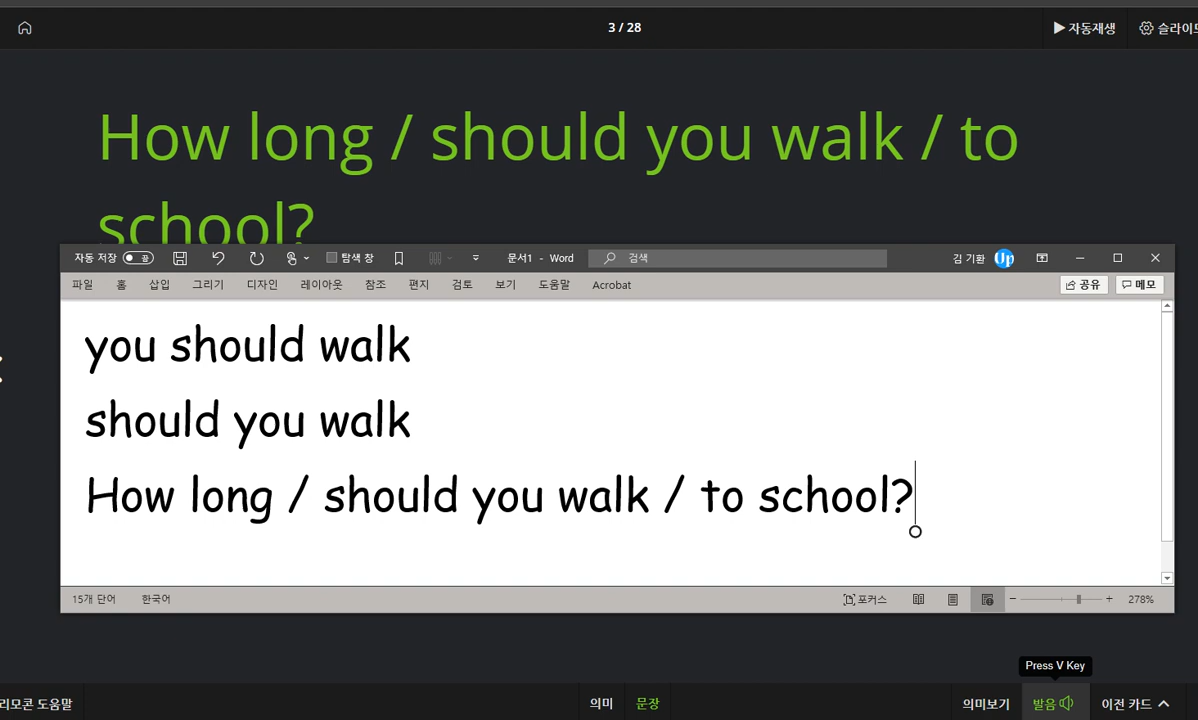 3 / 28
자동재생
슬라이드
How long / should you walk / to
school?
자동 저장 끔
탐색 창
문서1 - Word
검색
김 기환
Up
파일 홈 삽입 그리기 디자인 레이아웃 참조 편지 검토 보기 도움말 Acrobat
공유
메모
you should walk
should you walk
How long / should you walk / to school?
15개 단어 한국어
포커스
278%
Press V Key
리모콘 도움말
의미 문장
의미보기 발음 이전 카드